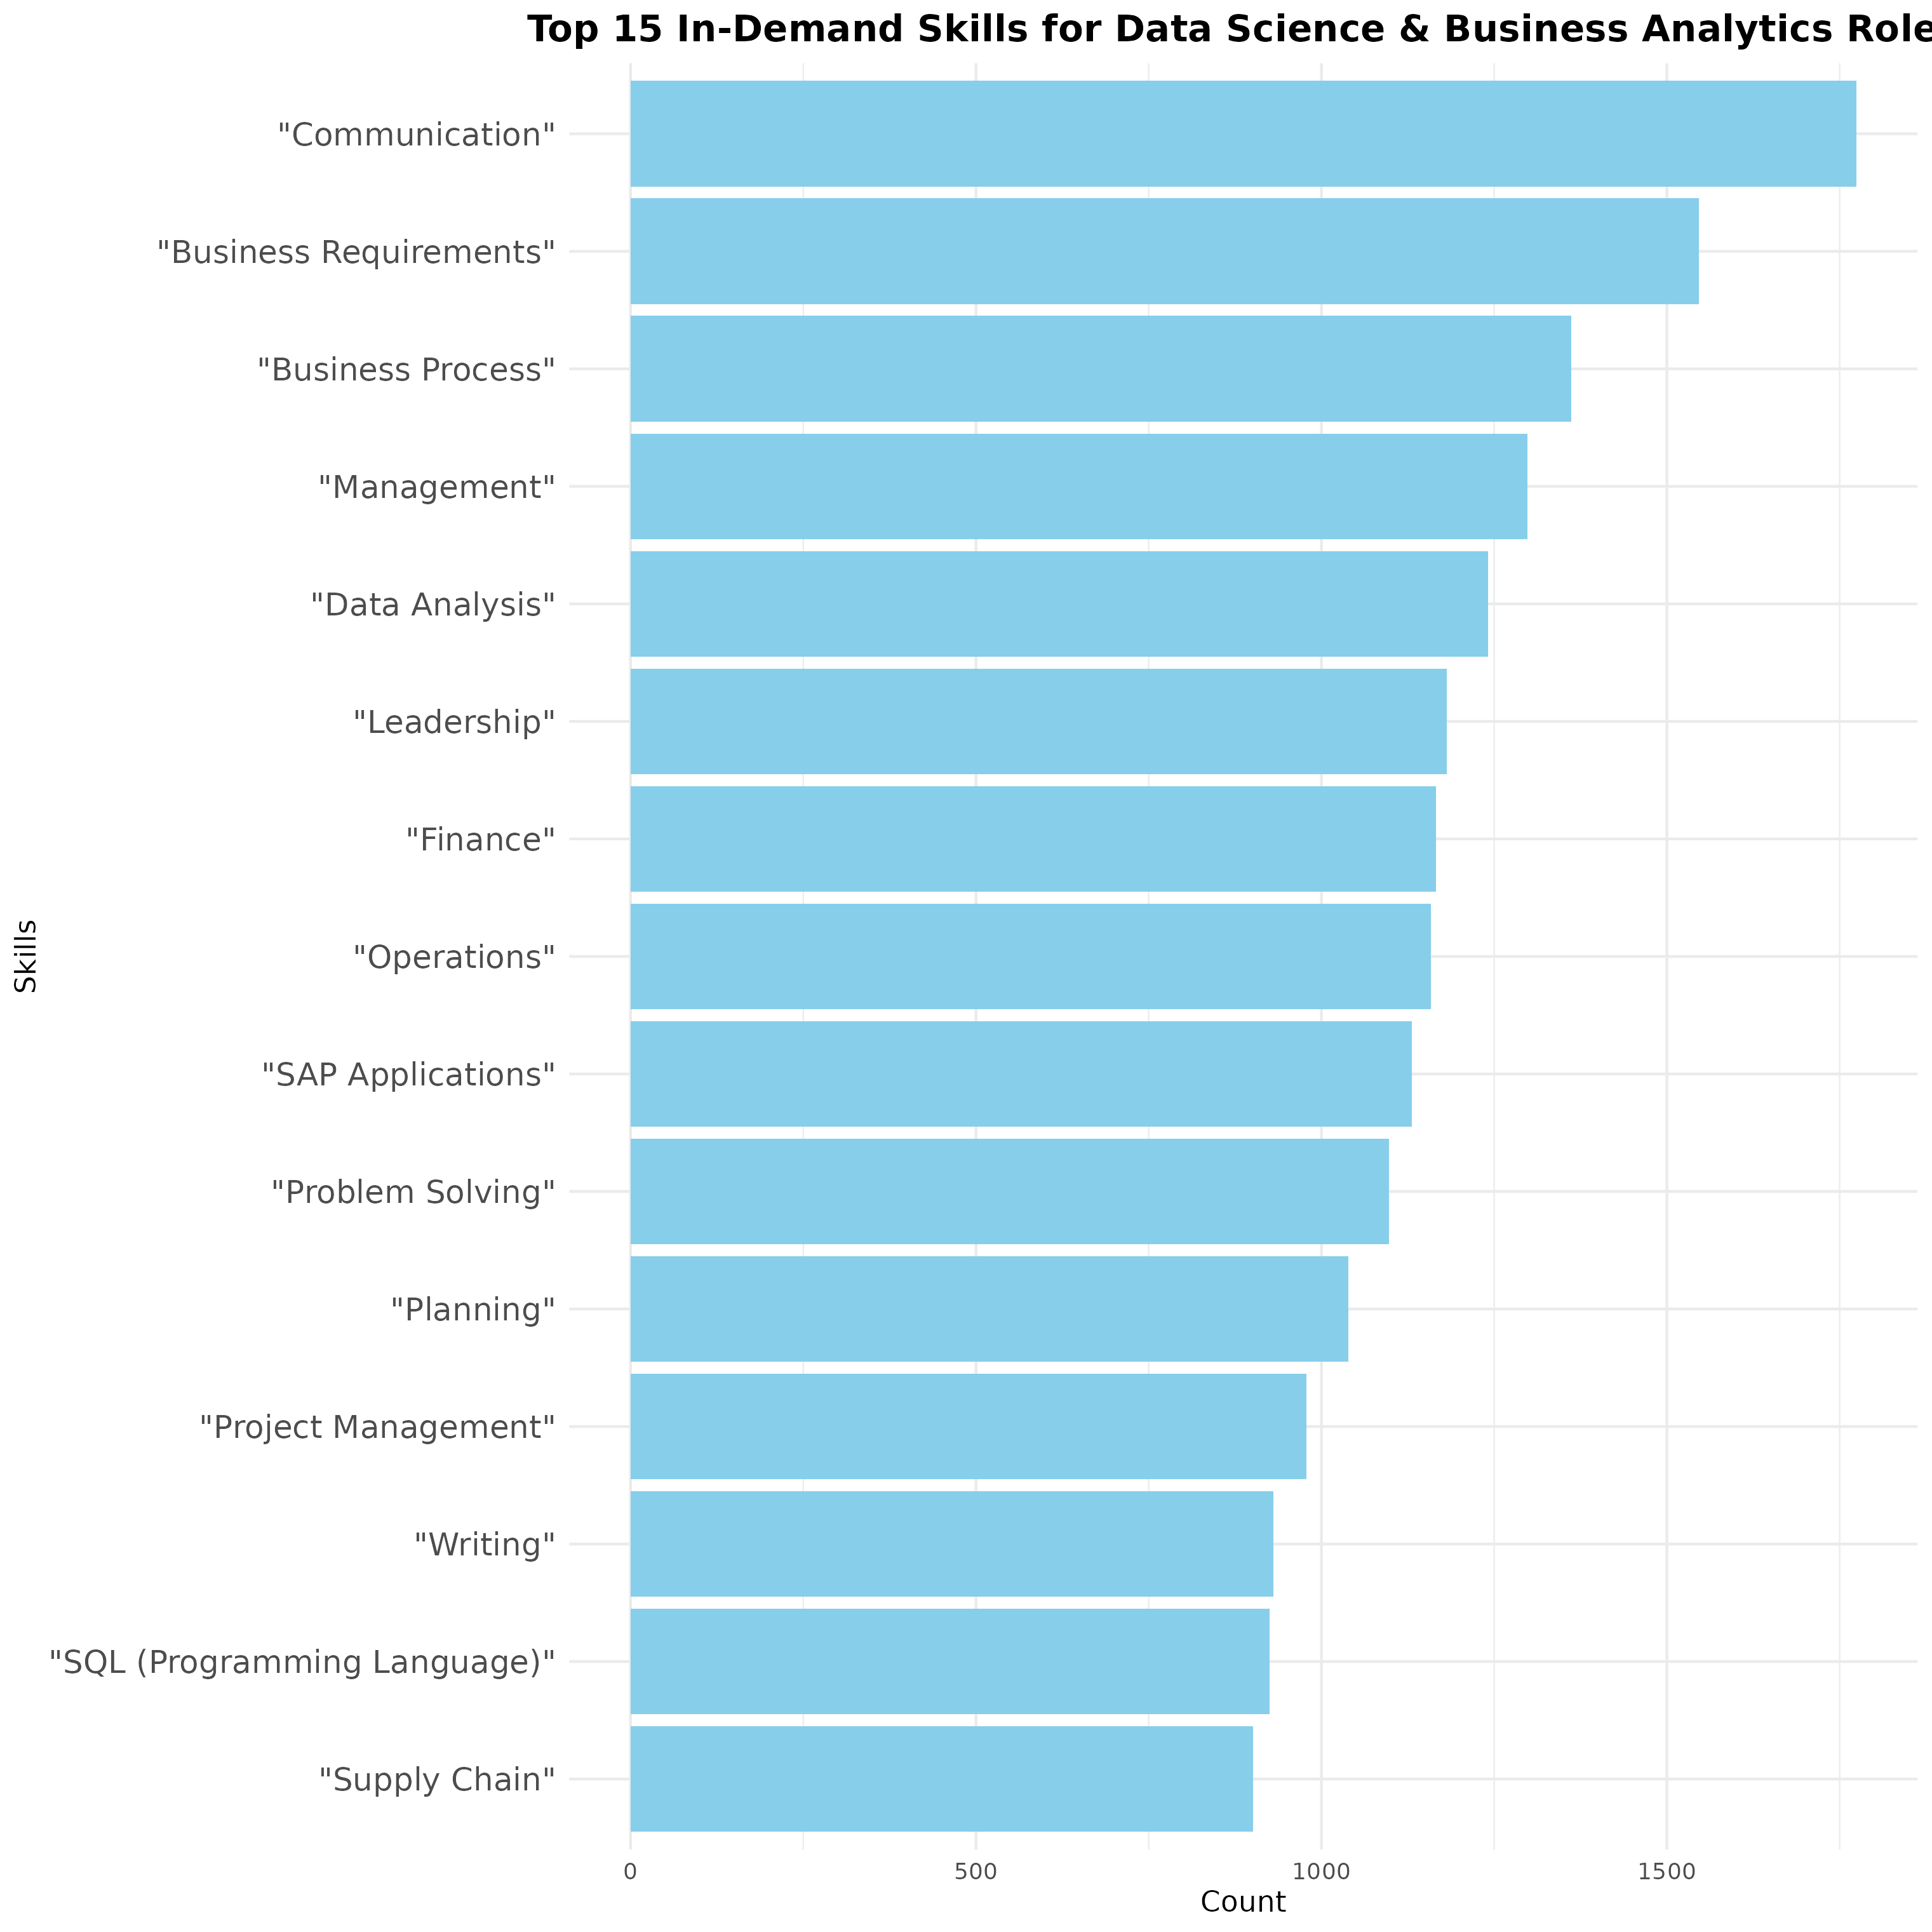 Top 15 In-Demand Skills for Data Science & Business Analytics Role
"Communication"
"Business Requirements"
"Business Process"
"Management"
"Data Analysis"
"Leadership"
"Finance"
"Operations"
"SAP Applications"
"Problem Solving"
"Planning"
"Project Management"
"Writing"
"SQL (Programming Language)"
"Supply Chain"
Skills
0 500 1000 1500
Count